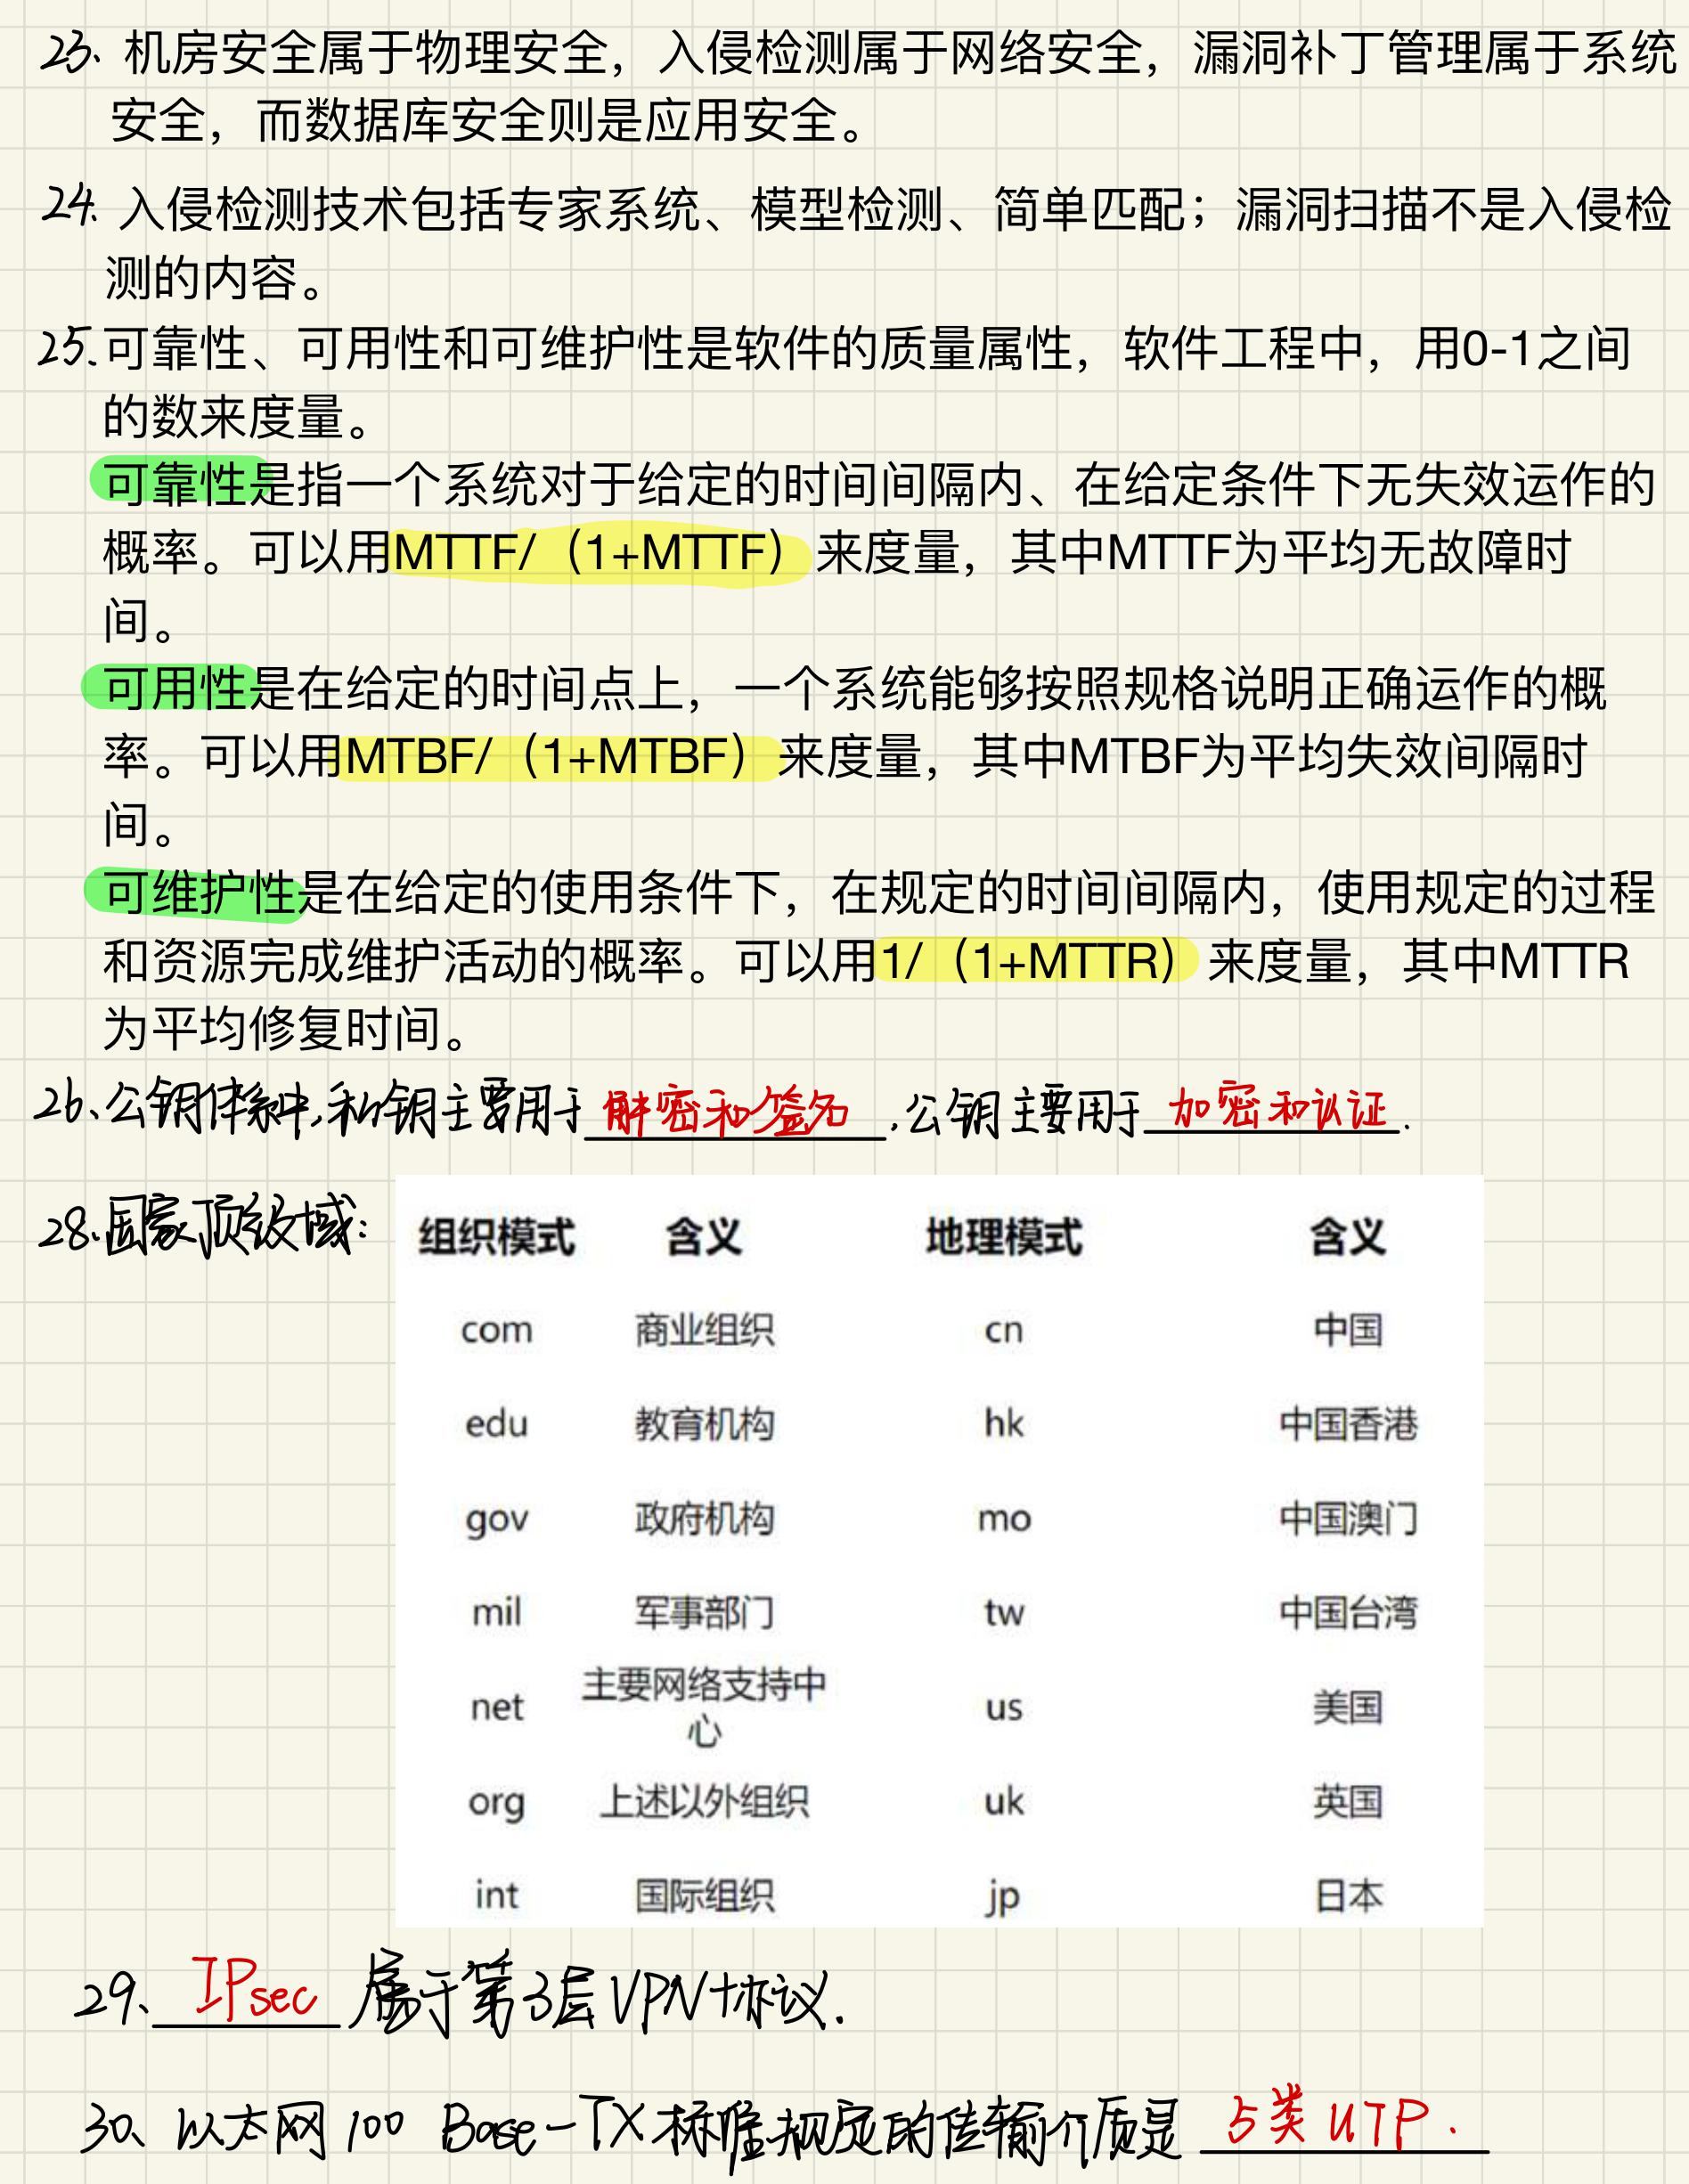 23、机房安全属于物理安全，入侵检测属于网络安全，漏洞补丁管理属于系统
安全，而数据库安全则是应用安全。
24、入侵检测技术包括专家系统、模型检测、简单匹配；漏洞扫描不是入侵检
测的内容。
25、可靠性、可用性和可维护性是软件的质量属性，软件工程中，用0-1之间
的数来度量。
可靠性是指一个系统对于给定的时间间隔内、在给定条件下无失效运作的
概率。可以用MTTF/（1+MTTF）来度量，其中MTTF为平均无故障时
间。
可用性是在给定的时间点上，一个系统能够按照规格说明正确运作的概
率。可以用MTBF/（1+MTBF）来度量，其中MTBF为平均失效间隔时
间。
可维护性是在给定的使用条件下，在规定的时间间隔内，使用规定的过程
和资源完成维护活动的概率。可以用1/（1+MTTR）来度量，其中MTTR
为平均修复时间。
26、公钥体系中，私钥主要用于解密和签名，公钥主要用于加密和认证.
28、国家顶级域：
组织模式 含义 地理模式 含义
com 商业组织 cn 中国
edu 教育机构 hk 中国香港
gov 政府机构 mo 中国澳门
mil 军事部门 tw 中国台湾
net 主要网络支持中心 us 美国
org 上述以外组织 uk 英国
int 国际组织 jp 日本
29、IPsec 属于第3层VPN协议.
30、以太网 100 Base-TX标准规定的传输介质是 5类UTP.